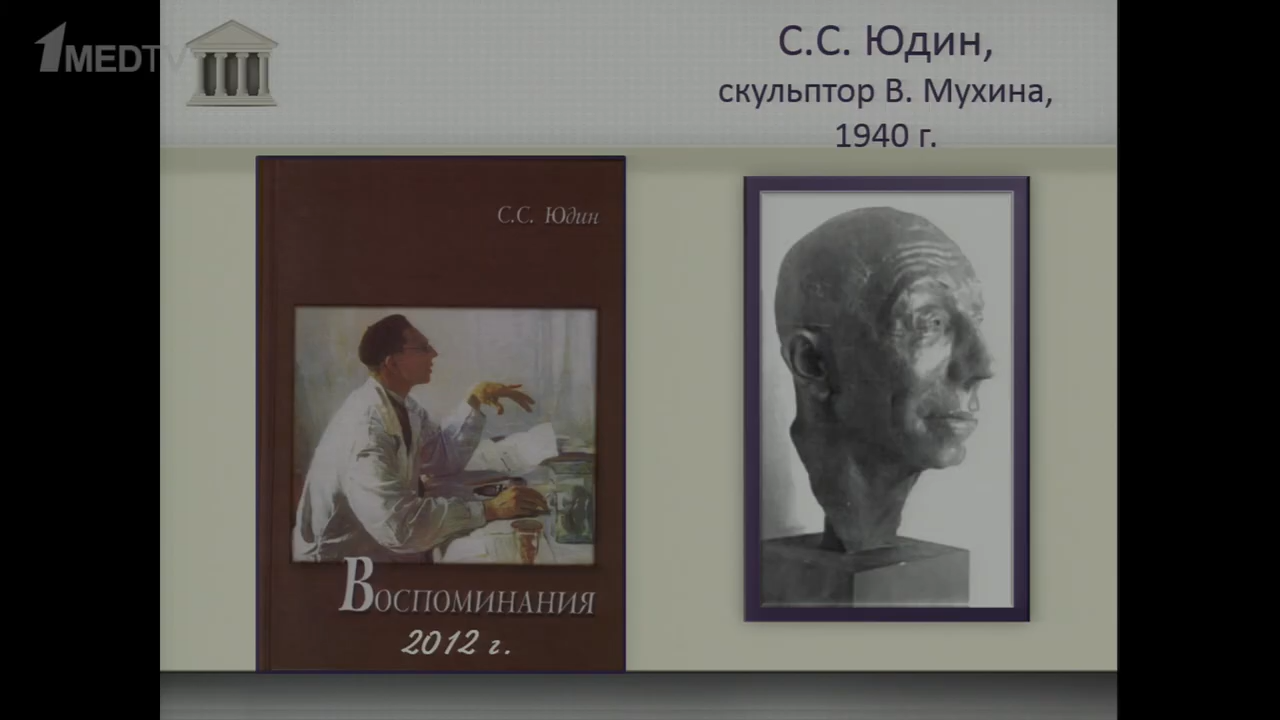 1MEDTV
С.С. Юдин,
скульптор В. Мухина,
1940 г.
С.С. Юдин
Воспоминания
2012 г.